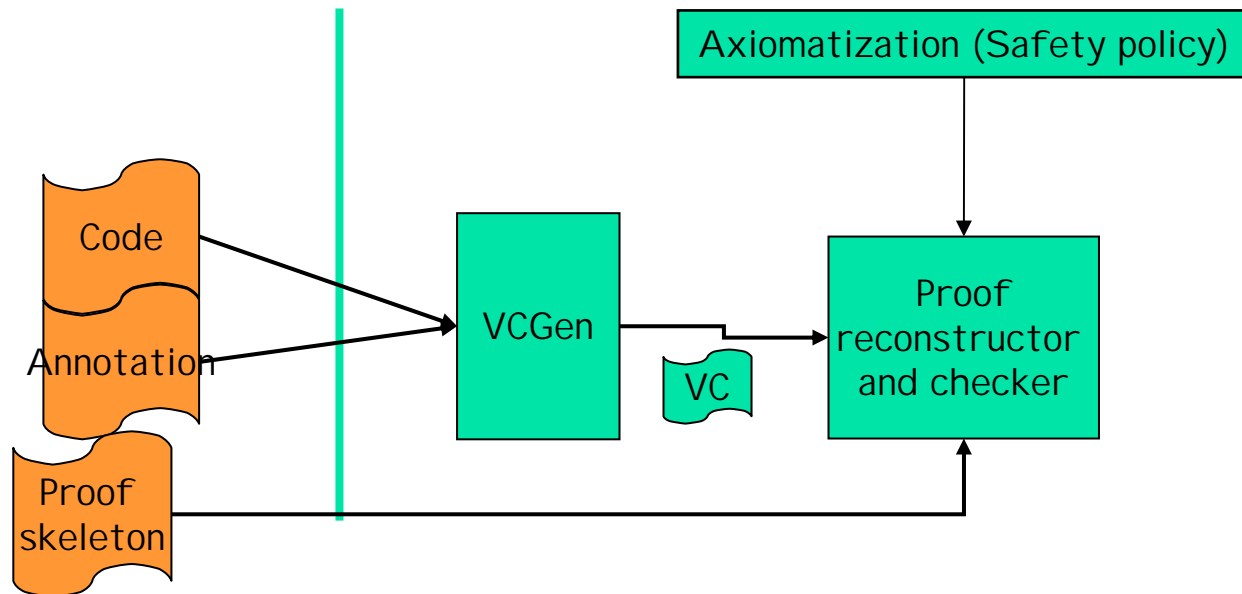 Axiomatization (Safety policy)
Code
Annotation
Proof
skeleton
VCGen
VC
Proof
reconstructor
and checker